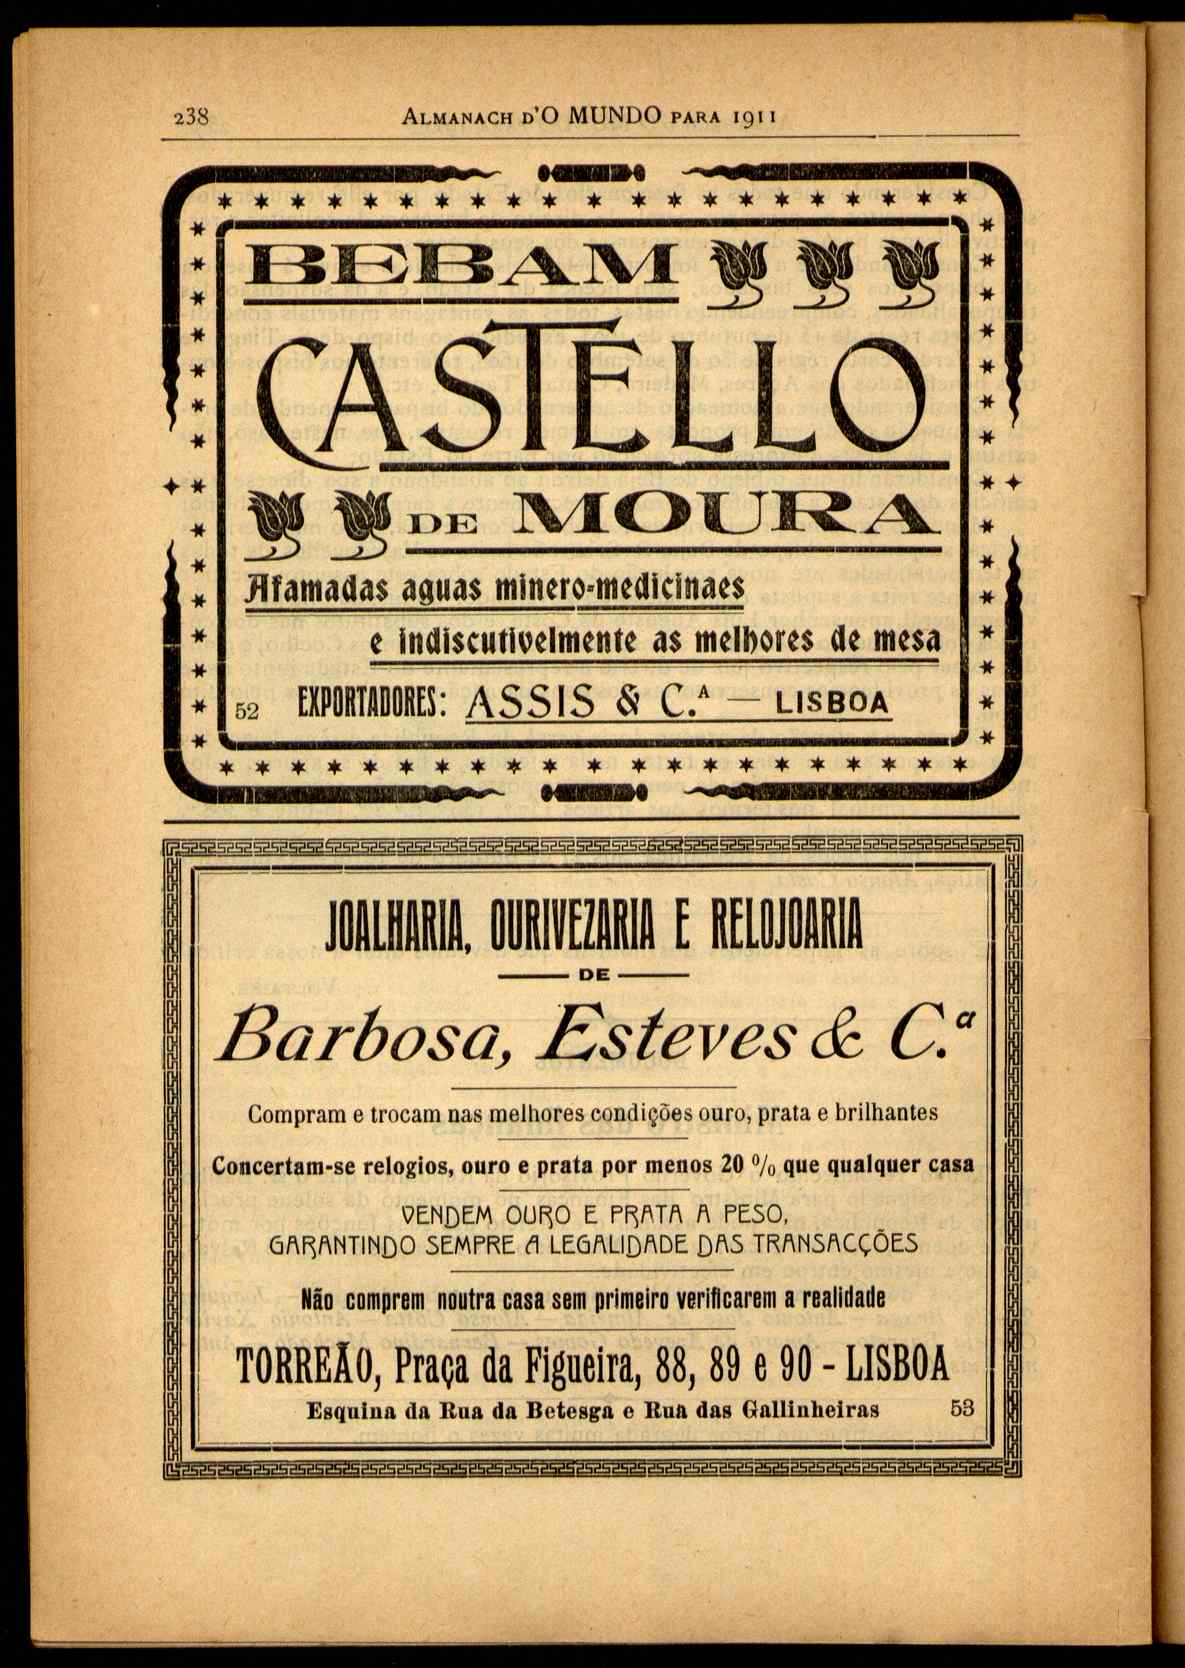 238
ALMANACH D'O MUNDO PARA 1911
BEBAM
CASTELLO
DE MOURA
Afamadas aguas minero-medicinaes
e indiscutivelmente as melhores de mesa
52 EXPORTADORES: ASSIS & C.ᴬ — LISBOA
JOALHARIA, OURIVEZARIA E RELOJOARIA
— DE —
Barbosa, Esteves & C.ª
Compram e trocam nas melhores condições ouro, prata e brilhantes
Concertam-se relogios, ouro e prata por menos 20 % que qualquer casa
VENDEM OURO E PRATA A PESO,
GARANTINDO SEMPRE A LEGALIDADE DAS TRANSACÇÕES
Não comprem noutra casa sem primeiro verificarem a realidade
TORREÃO, Praça da Figueira, 88, 89 e 90 - LISBOA
Esquina da Rua da Betesga e Rua das Gallinheiras 53